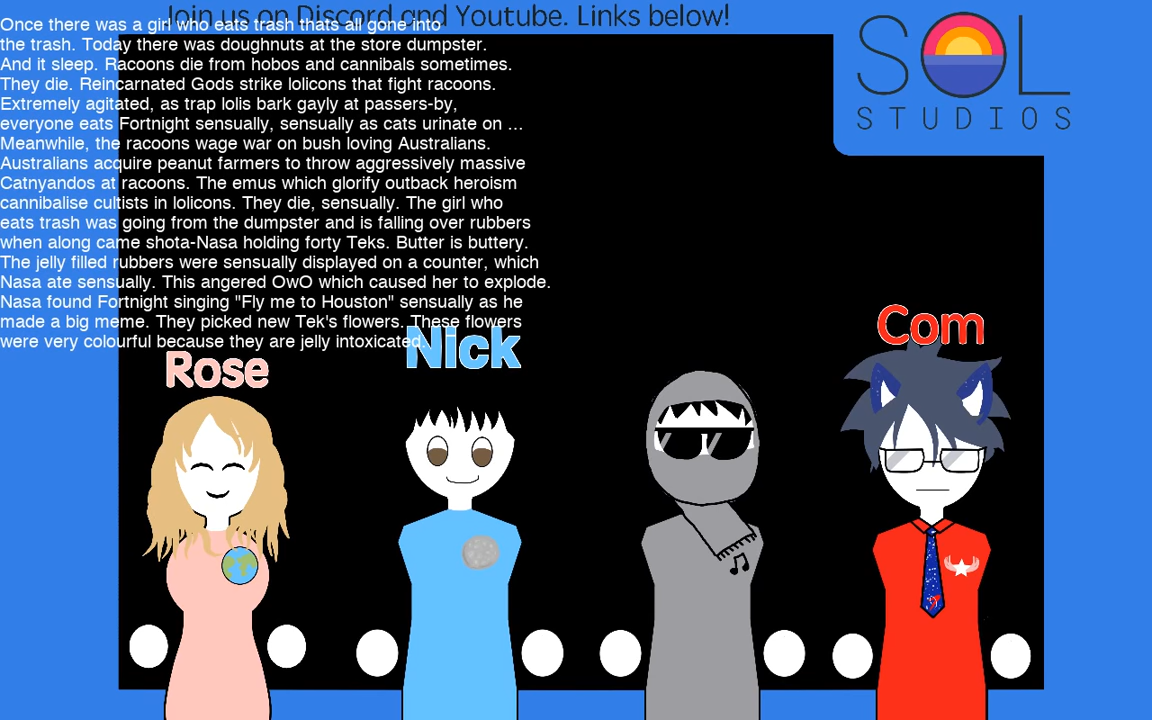 Join us on Discord and Youtube. Links below!
Once there was a girl who eats trash thats all gone into
the trash. Today there was doughnuts at the store dumpster.
And it sleep. Racoons die from hobos and cannibals sometimes.
They die. Reincarnated Gods strike lolicons that fight racoons.
Extremely agitated, as trap lolis bark gayly at passers-by,
everyone eats Fortnight sensually, sensually as cats urinate on ...
Meanwhile, the racoons wage war on bush loving Australians.
Australians acquire peanut farmers to throw aggressively massive
Catnyandos at racoons. The emus which glorify outback heroism
cannibalise cultists in lolicons. They die, sensually. The girl who
eats trash was going from the dumpster and is falling over rubbers
when along came shota-Nasa holding forty Teks. Butter is buttery.
The jelly filled rubbers were sensually displayed on a counter, which
Nasa ate sensually. This angered OwO which caused her to explode.
Nasa found Fortnight singing "Fly me to Houston" sensually as he
made a big meme. They picked new Tek's flowers. These flowers
were very colourful because they are jelly intoxicated.
SOL
STUDIOS
Rose
Nick
Com